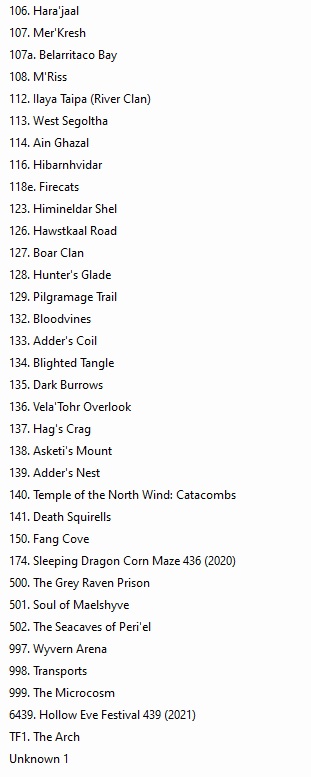 106. Hara'jaal
107. Mer'Kresh
107a. Belarritaco Bay
108. M'Riss
112. Ilaya Taipa (River Clan)
113. West Segoltha
114. Ain Ghazal
116. Hibarnhvidar
118e. Firecats
123. Himineldar Shel
126. Hawstkaal Road
127. Boar Clan
128. Hunter's Glade
129. Pilgramage Trail
132. Bloodvines
133. Adder's Coil
134. Blighted Tangle
135. Dark Burrows
136. Vela'Tohr Overlook
137. Hag's Crag
138. Asketi's Mount
139. Adder's Nest
140. Temple of the North Wind: Catacombs
141. Death Squirells
150. Fang Cove
174. Sleeping Dragon Corn Maze 436 (2020)
500. The Grey Raven Prison
501. Soul of Maelshyve
502. The Seacaves of Peri'el
997. Wyvern Arena
998. Transports
999. The Microcosm
6439. Hollow Eve Festival 439 (2021)
TF1. The Arch
Unknown 1